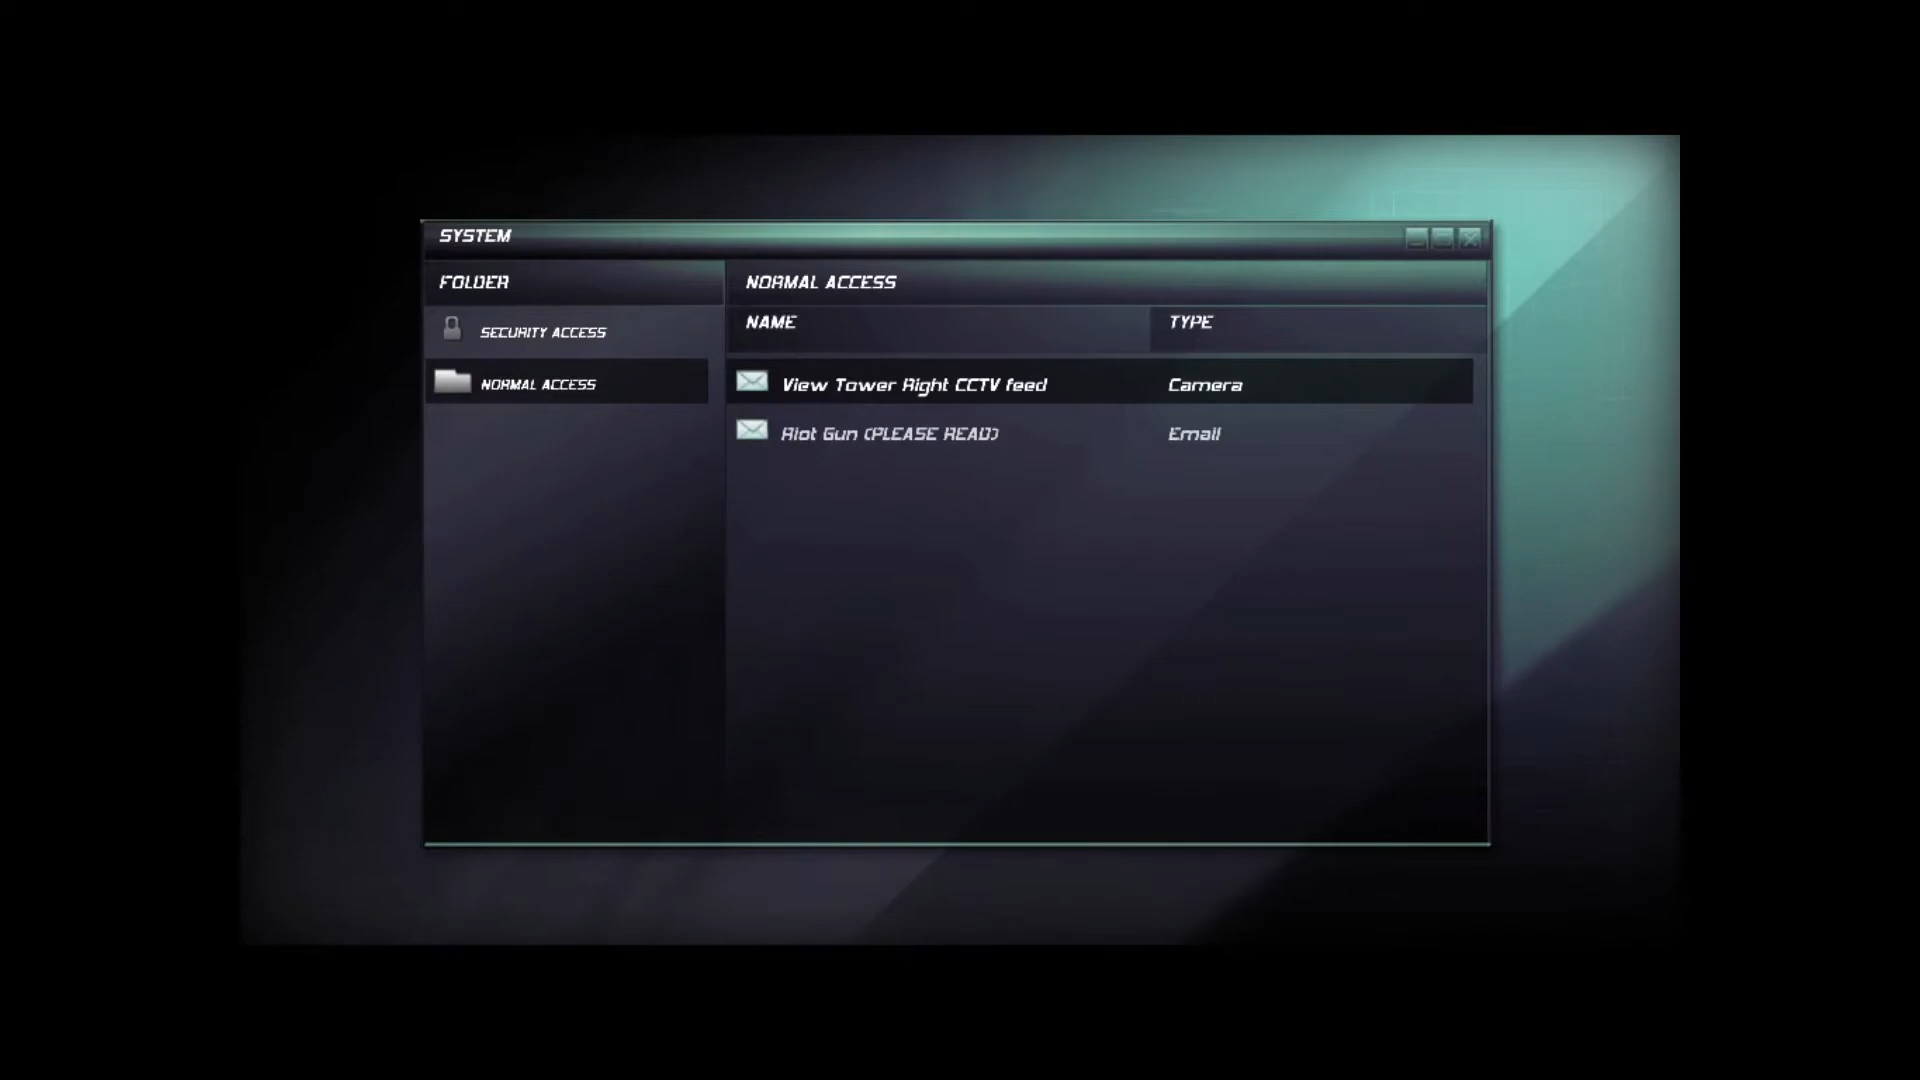 SYSTEM
FOLDER
NORMAL ACCESS
NAME
TYPE
SECURITY ACCESS
NORMAL ACCESS
View Tower Right CCTV feed
Camera
Riot Gun (PLEASE READ)
Email